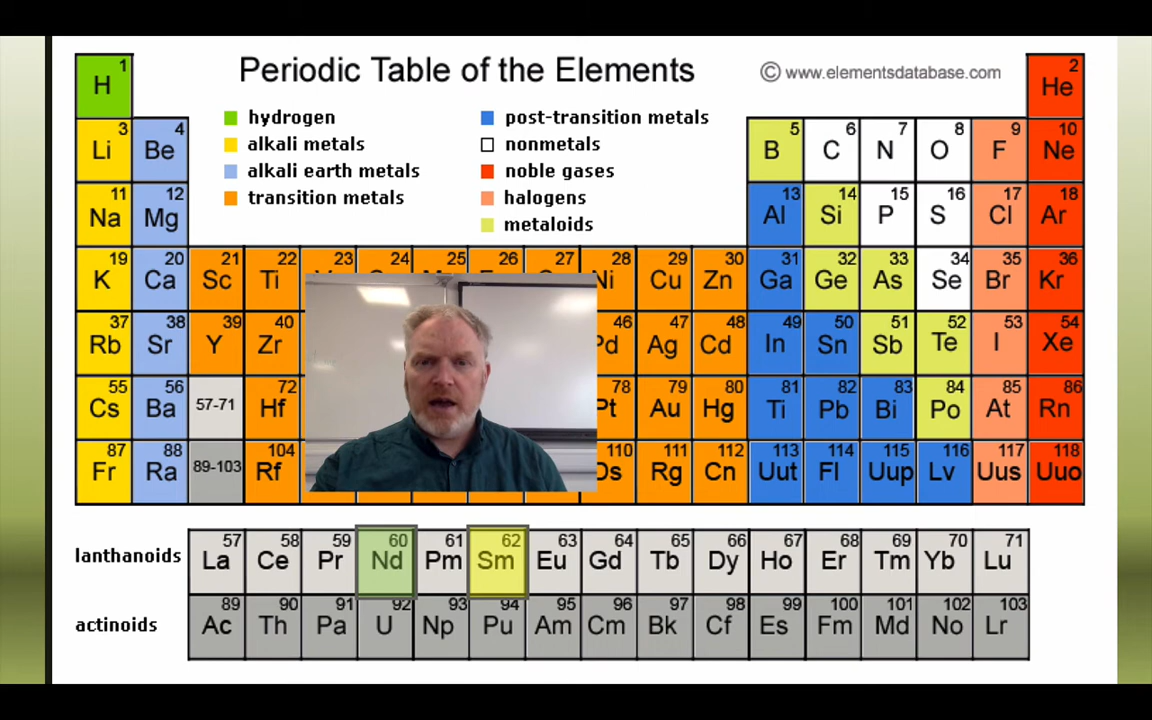 1
H
Periodic Table of the Elements
© www.elementsdatabase.com
2
He
hydrogen
alkali metals
alkali earth metals
transition metals
post-transition metals
nonmetals
noble gases
halogens
metaloids
3 4 5 6 7 8 9 10
Li Be B C N O F Ne
11 12 13 14 15 16 17 18
Na Mg Al Si P S Cl Ar
19 20 21 22 23 24 25 26 27 28 29 30 31 32 33 34 35 36
K Ca Sc Ti Ni Cu Zn Ga Ge As Se Br Kr
37 38 39 40 46 47 48 49 50 51 52 53 54
Rb Sr Y Zr Pd Ag Cd In Sn Sb Te I Xe
55 56 72 78 79 80 81 82 83 84 85 86
Cs Ba 57-71 Hf Pt Au Hg Ti Pb Bi Po At Rn
87 88 104 110 111 112 113 114 115 116 117 118
Fr Ra 89-103 Rf Ds Rg Cn Uut Fl Uup Lv Uus Uuo
57 58 59 60 61 62 63 64 65 66 67 68 69 70 71
lanthanoids La Ce Pr Nd Pm Sm Eu Gd Tb Dy Ho Er Tm Yb Lu
89 90 91 92 93 94 95 96 97 98 99 100 101 102 103
actinoids Ac Th Pa U Np Pu Am Cm Bk Cf Es Fm Md No Lr